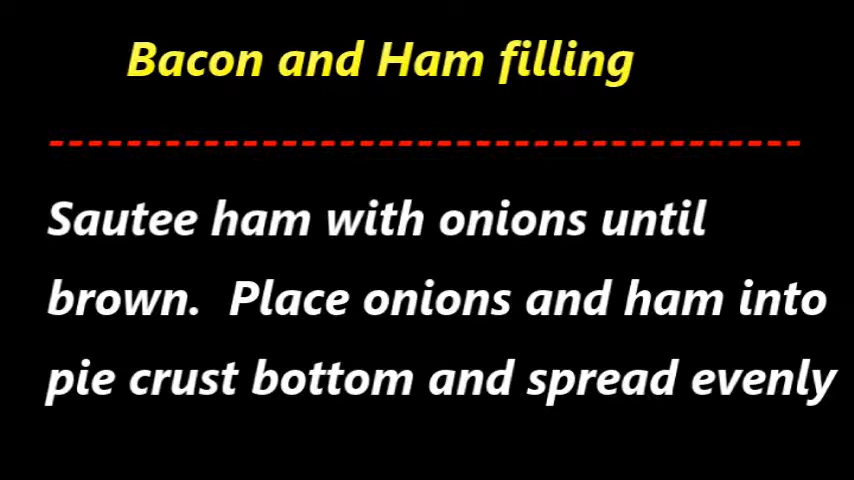 Bacon and Ham filling
---------------------------------------
Sautee ham with onions until
brown.  Place onions and ham into
pie crust bottom and spread evenly